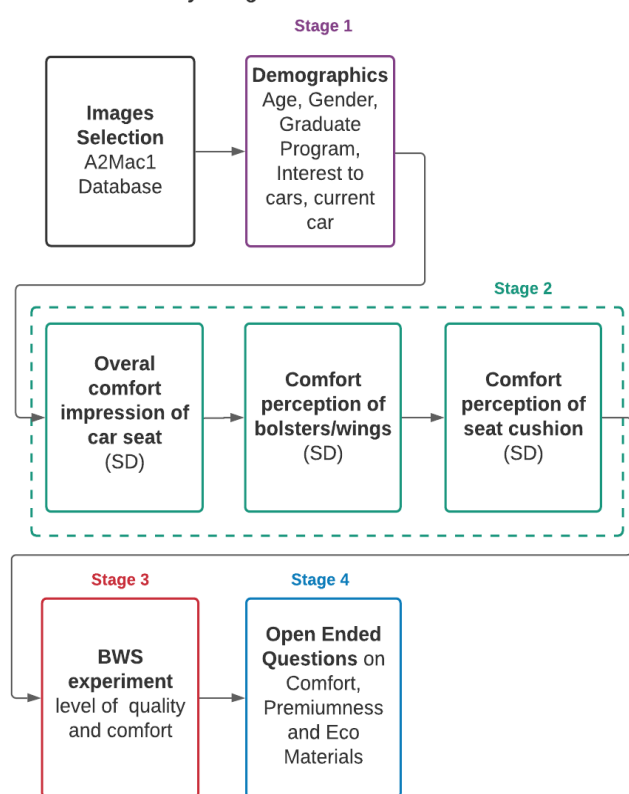 Stage 1
Images
Selection
A2Mac1
Database
Demographics
Age, Gender,
Graduate
Program,
Interest to
cars, current
car
Stage 2
Overal
comfort
impression of
car seat
(SD)
Comfort
perception of
bolsters/wings
(SD)
Comfort
perception of
seat cushion
(SD)
Stage 3
BWS
experiment
level of quality
and comfort
Stage 4
Open Ended
Questions on
Comfort,
Premiumness
and Eco
Materials